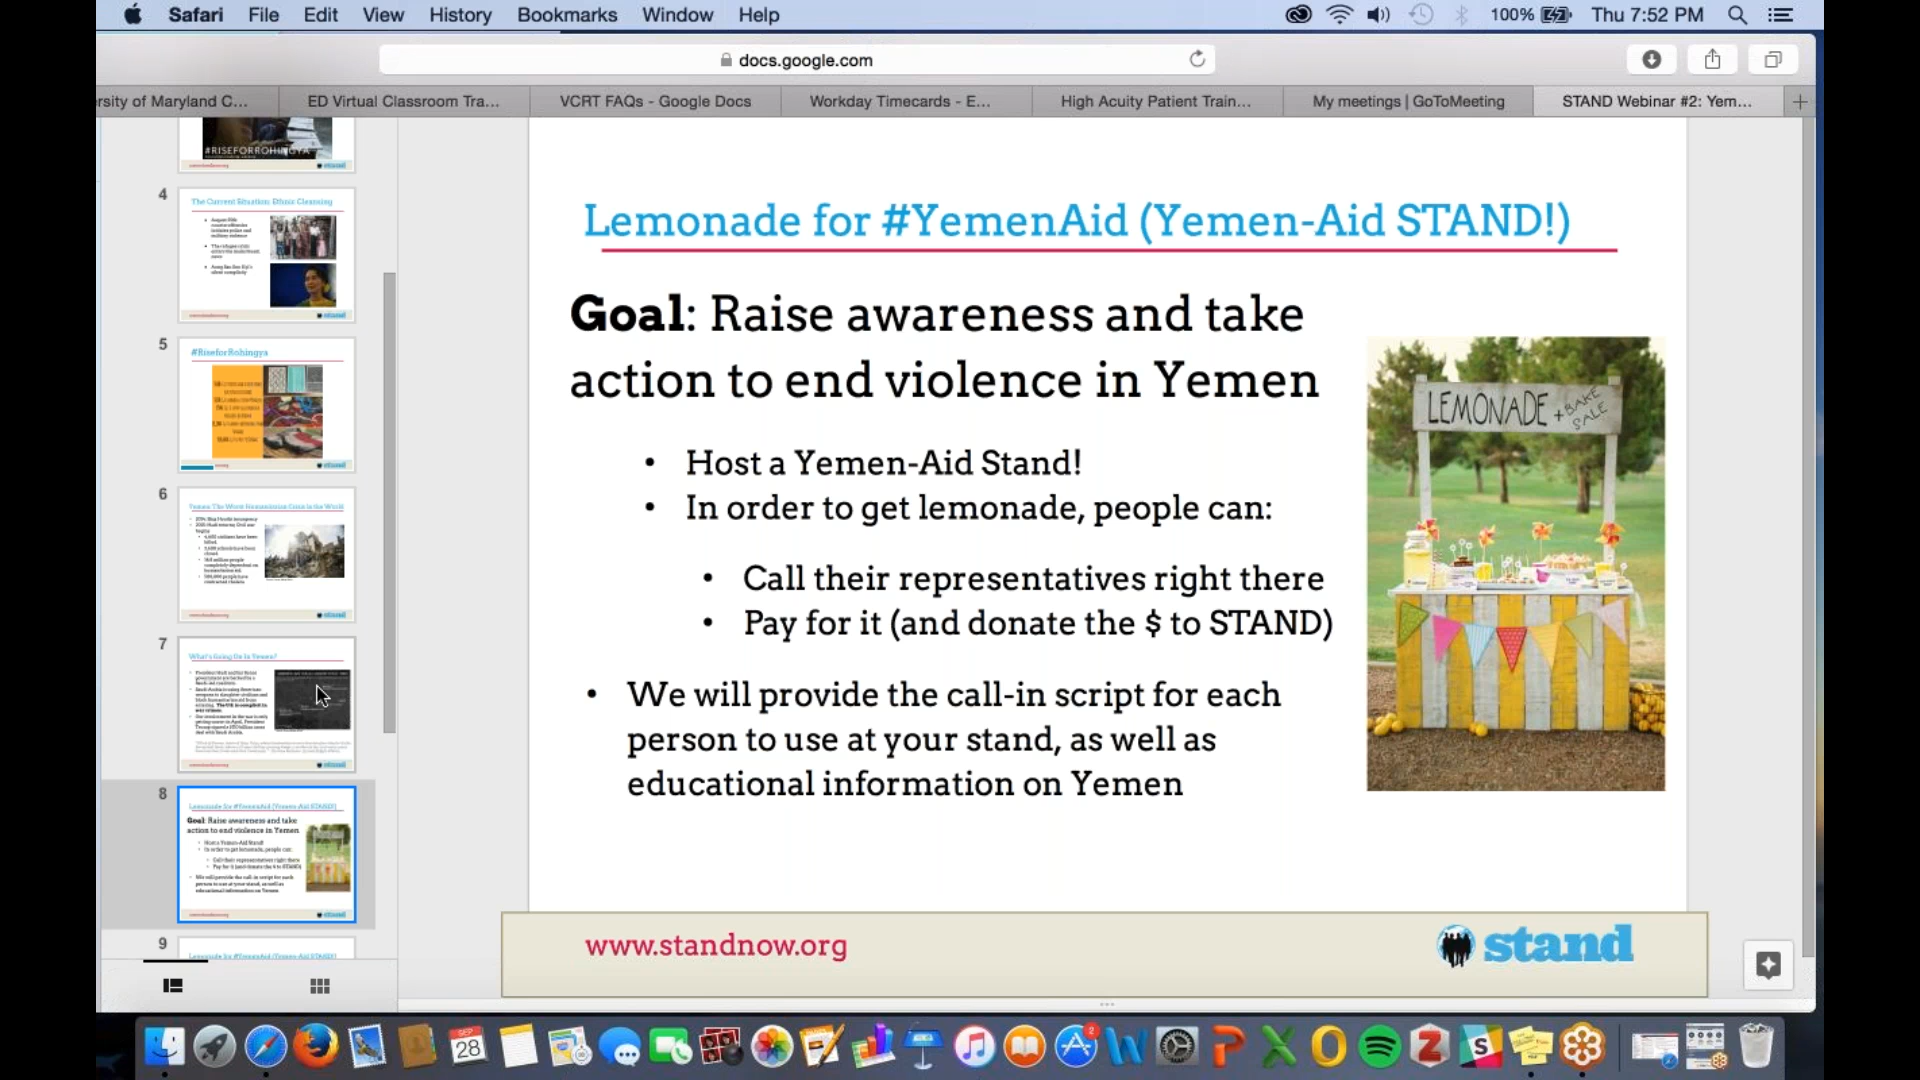 Safari File Edit View History Bookmarks Window Help 100% Thu 7:52 PM
docs.google.com
rsity of Maryland C... ED Virtual Classroom Tra... VCRT FAQs - Google Docs Workday Timecards - E... High Acuity Patient Train... My meetings | GoToMeeting STAND Webinar #2: Yem...
#RISEFORROHINGYA
4
The Current Situation: Ethnic Cleansing
5
#RiseforRohingya
6
Yemen: The Worst Humanitarian Crisis in the World
7
What's Going On In Yemen?
8
Lemonade for #YemenAid (Yemen-Aid STAND!)
Goal: Raise awareness and take
action to end violence in Yemen
Host a Yemen-Aid Stand!
In order to get lemonade, people can:
Call their representatives right there
Pay for it (and donate the $ to STAND)
We will provide the call-in script for each
person to use at your stand, as well as
educational information on Yemen
9
Lemonade for #YemenAid (Yemen-Aid STAND!)
Lemonade for #YemenAid (Yemen-Aid STAND!)
Goal: Raise awareness and take
action to end violence in Yemen
• Host a Yemen-Aid Stand!
• In order to get lemonade, people can:
• Call their representatives right there
• Pay for it (and donate the $ to STAND)
• We will provide the call-in script for each
person to use at your stand, as well as
educational information on Yemen
LEMONADE + BAKE SALE
www.standnow.org
stand
SEP
28
2